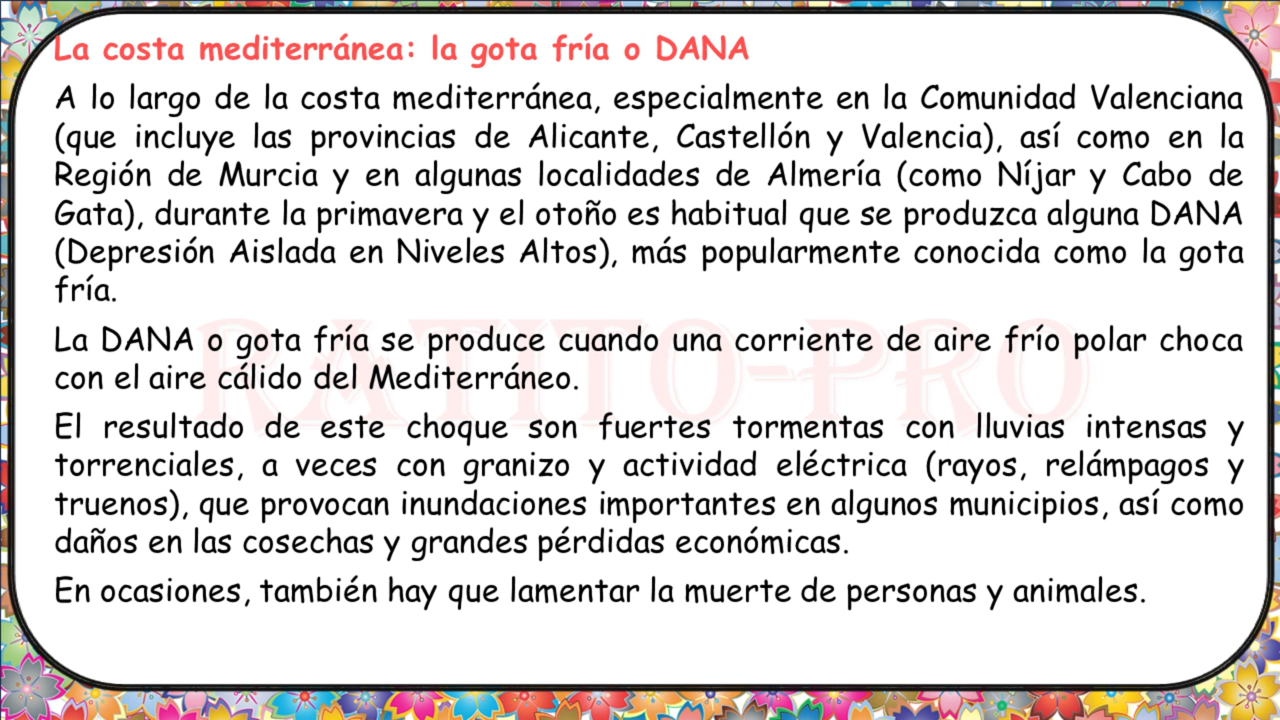 La costa mediterránea: la gota fría o DANA
A lo largo de la costa mediterránea, especialmente en la Comunidad Valenciana
(que incluye las provincias de Alicante, Castellón y Valencia), así como en la
Región de Murcia y en algunas localidades de Almería (como Níjar y Cabo de
Gata), durante la primavera y el otoño es habitual que se produzca alguna DANA
(Depresión Aislada en Niveles Altos), más popularmente conocida como la gota
fría.
La DANA o gota fría se produce cuando una corriente de aire frío polar choca
con el aire cálido del Mediterráneo.
RATITO-PRO
El resultado de este choque son fuertes tormentas con lluvias intensas y
torrenciales, a veces con granizo y actividad eléctrica (rayos, relámpagos y
truenos), que provocan inundaciones importantes en algunos municipios, así como
daños en las cosechas y grandes pérdidas económicas.
En ocasiones, también hay que lamentar la muerte de personas y animales.